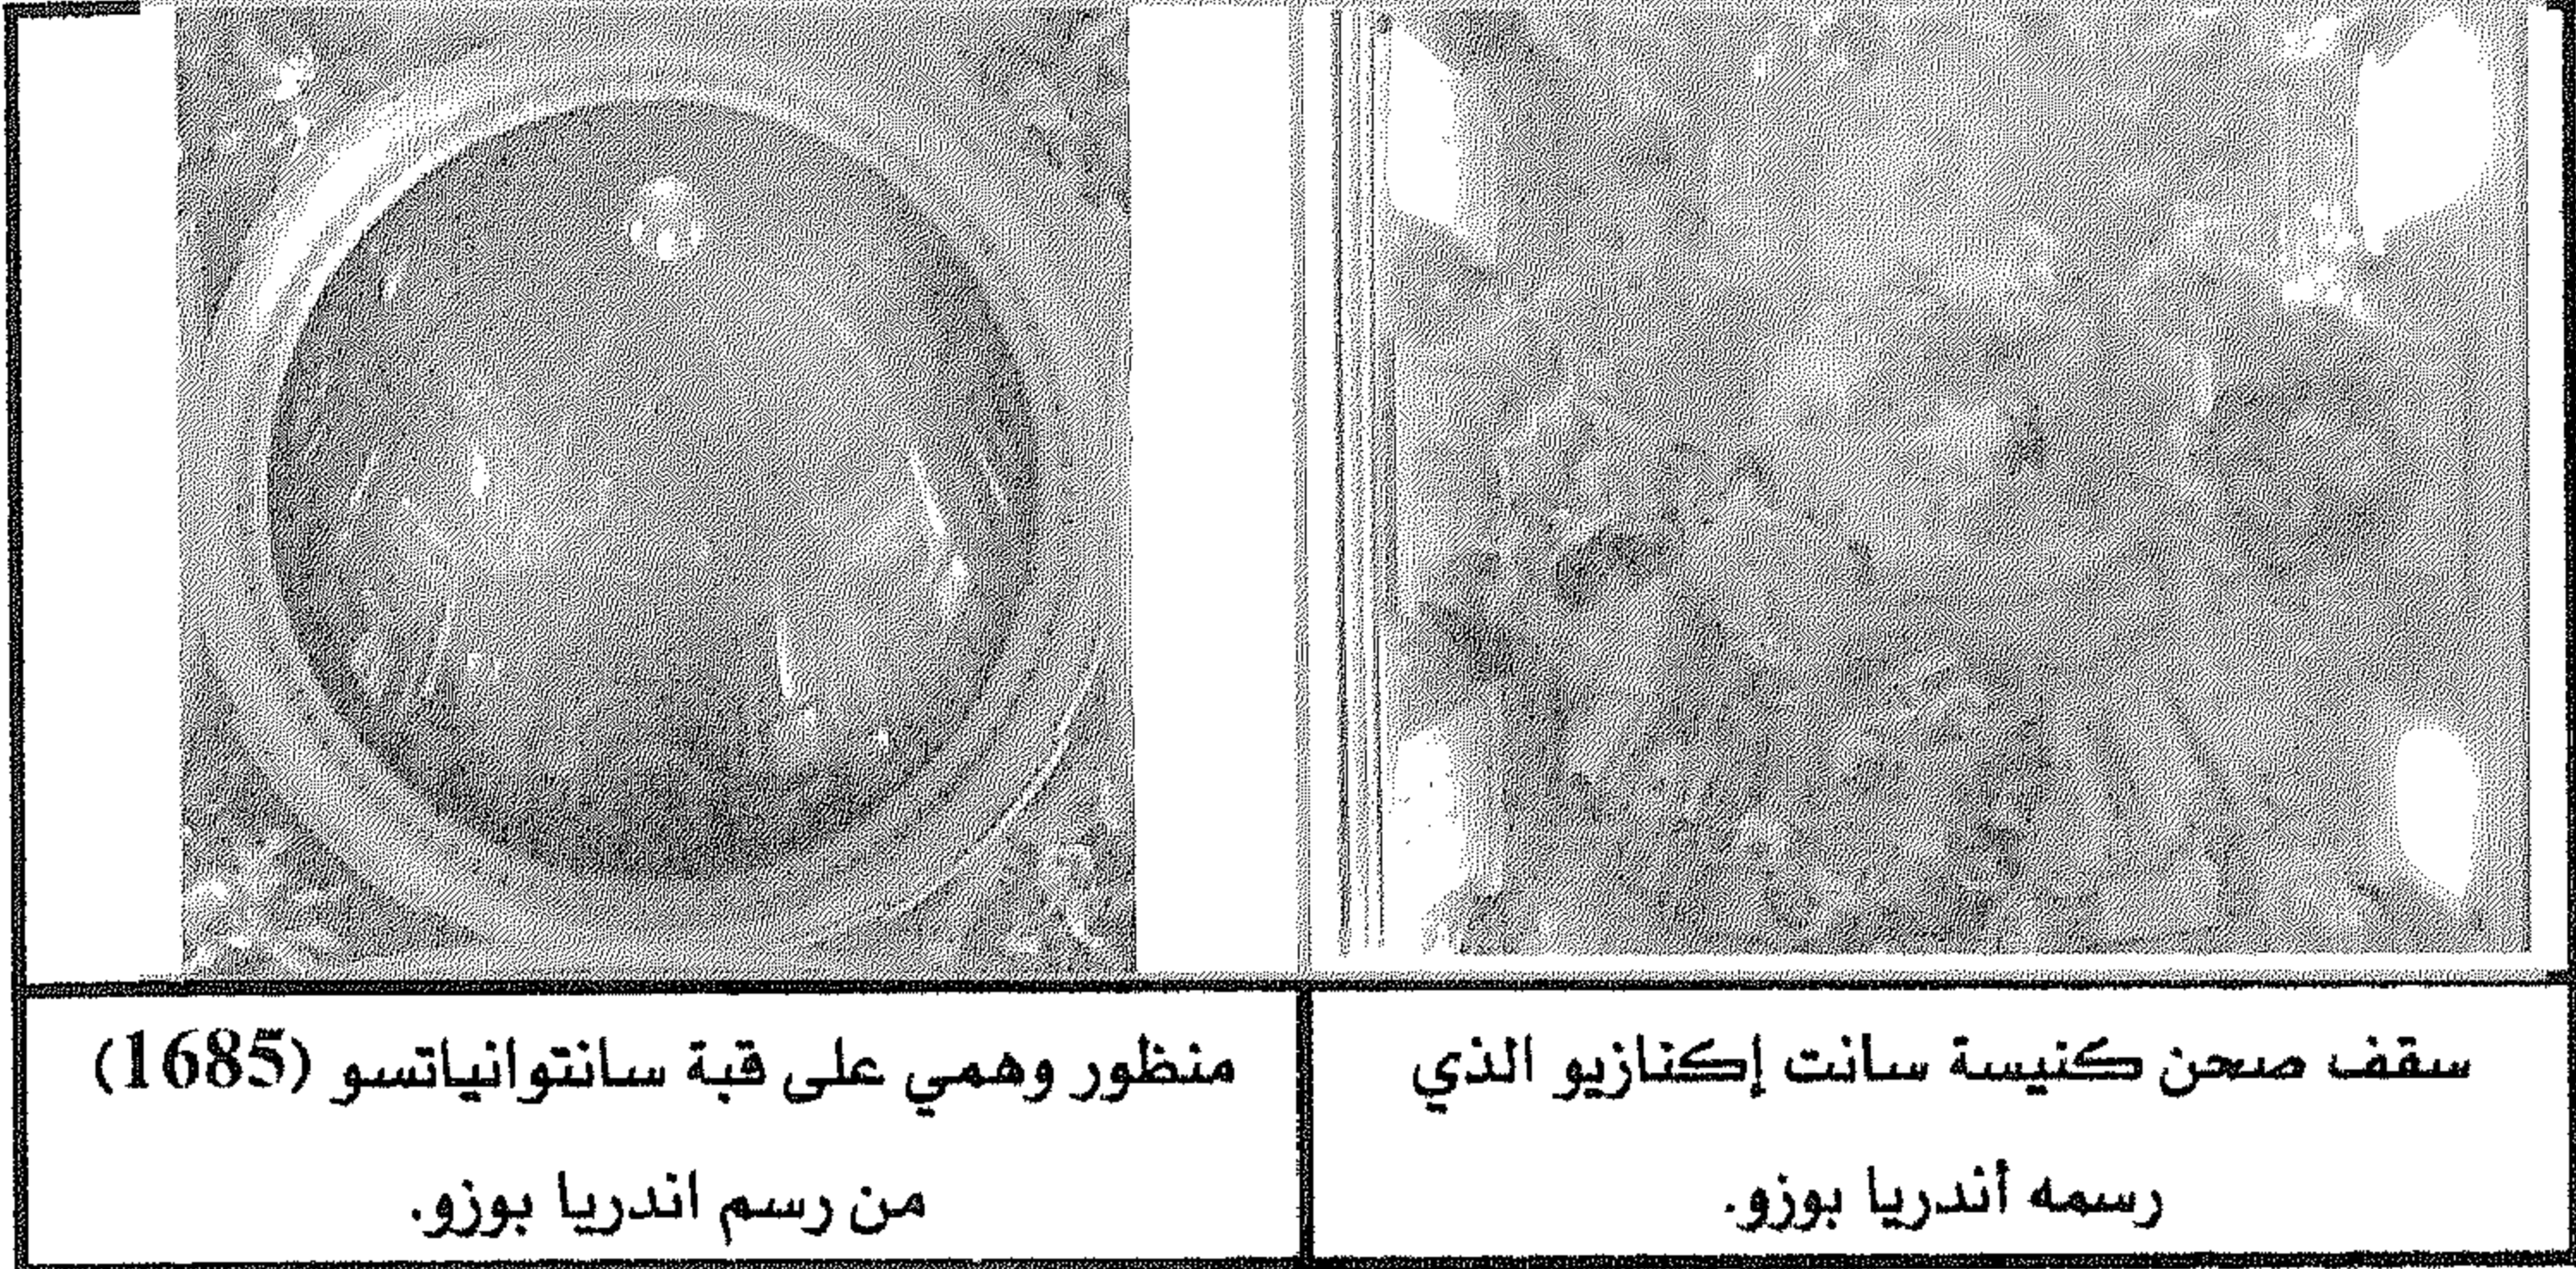 سقف صحن كنيسة سانت إكنازيو الذي
رسمه أندريا بوزو.
منظور وهمي على قبة سانتوانياتسو (1685)
من رسم اندريا بوزو.